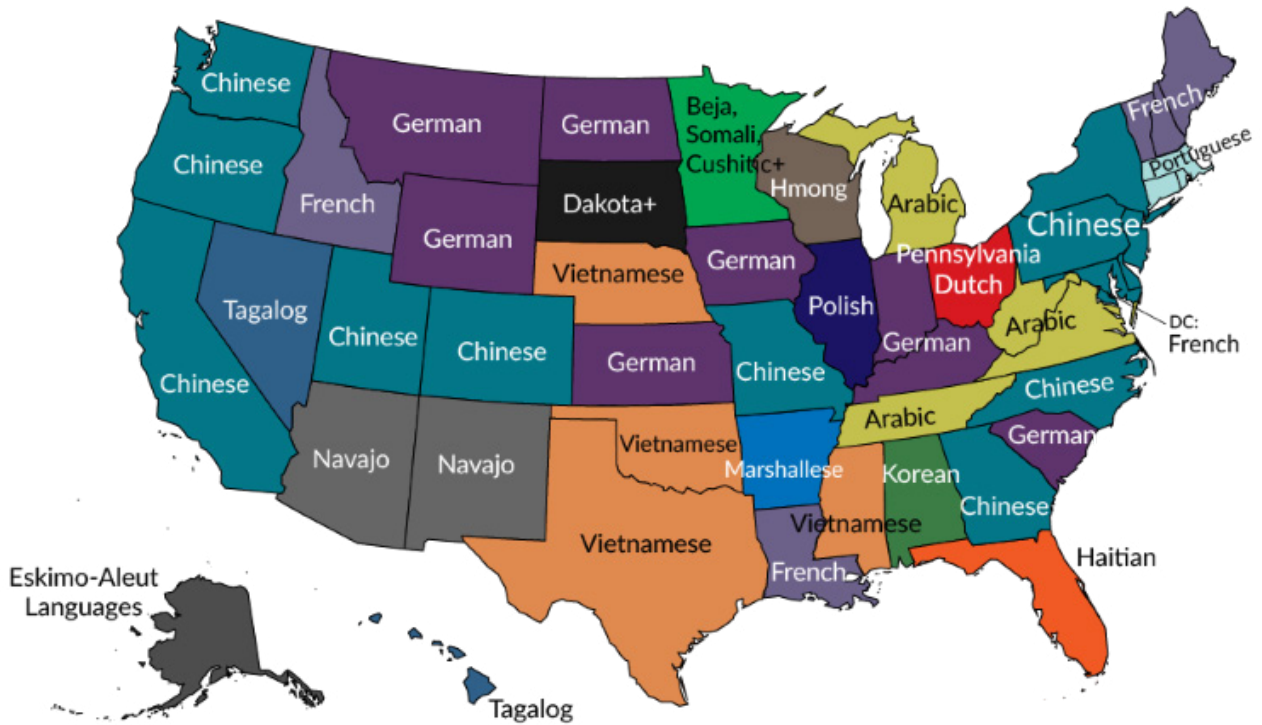 Chinese
German
German
Beja,
Somali,
Cushitic+
French
Portuguese
Chinese
French
Dakota+
Hmong
Arabic
Chinese
German
Vietnamese
German
Pennsylvania
Dutch
Tagalog
Chinese
Chinese
Polish
German
Arabic
DC:
French
Chinese
German
Chinese
Chinese
Arabic
German
Navajo
Navajo
Vietnamese
Marshallese
Korean
Chinese
Vietnamese
Vietnamese
French
Haitian
Eskimo-Aleut
Languages
Tagalog